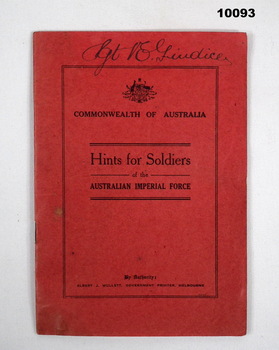 10093
Sgt
COMMONWEALTH OF AUSTRALIA
Hints for Soldiers
of the
AUSTRALIAN IMPERIAL FORCE
By Authority:
ALBERT J. MULLETT, GOVERNMENT PRINTER, MELBOURNE